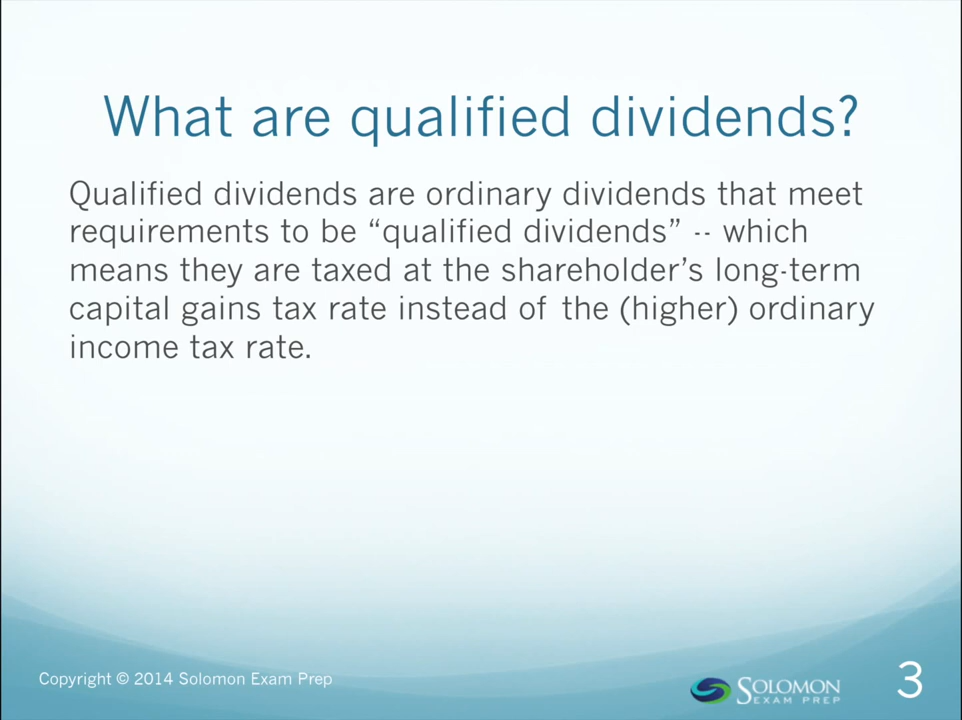 What are qualified dividends?
Qualified dividends are ordinary dividends that meet
requirements to be “qualified dividends” -- which
means they are taxed at the shareholder’s long-term
capital gains tax rate instead of the (higher) ordinary
income tax rate.
Copyright © 2014 Solomon Exam Prep
SOLOMON
EXAM PREP
3